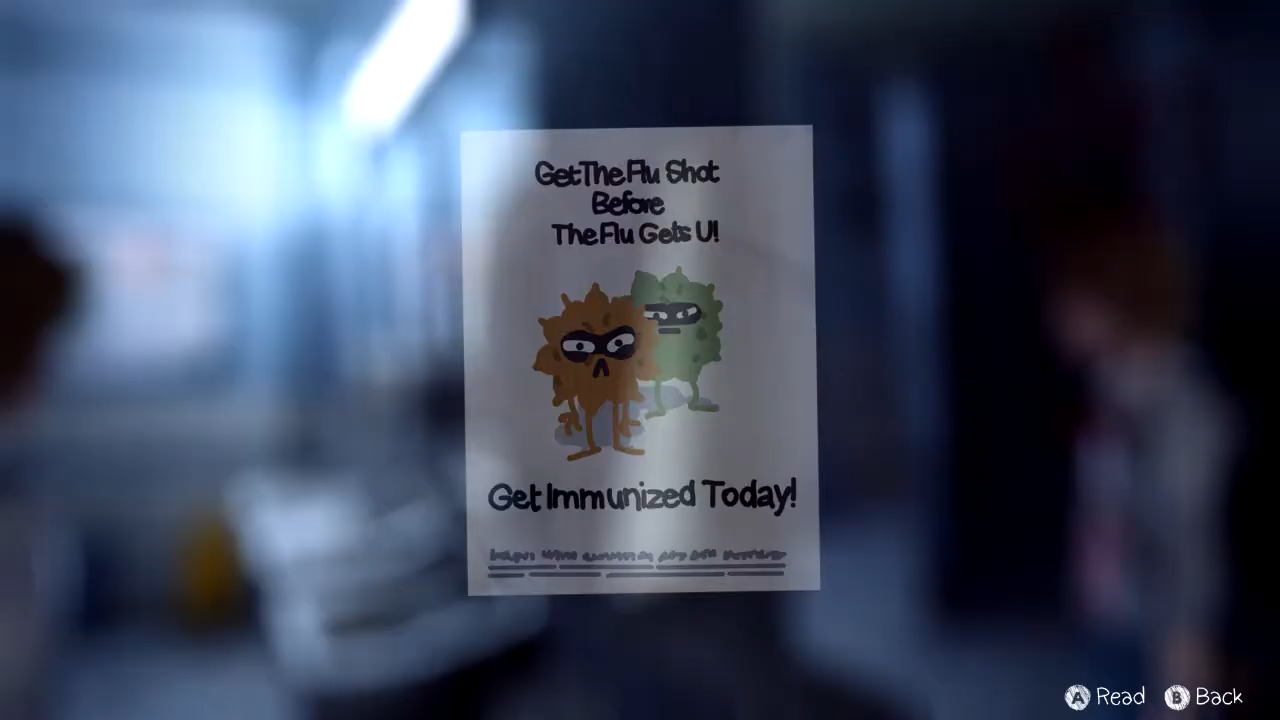 Get The Flu Shot
Before
The Flu Gets U!
Get Immunized Today!
A Read B Back